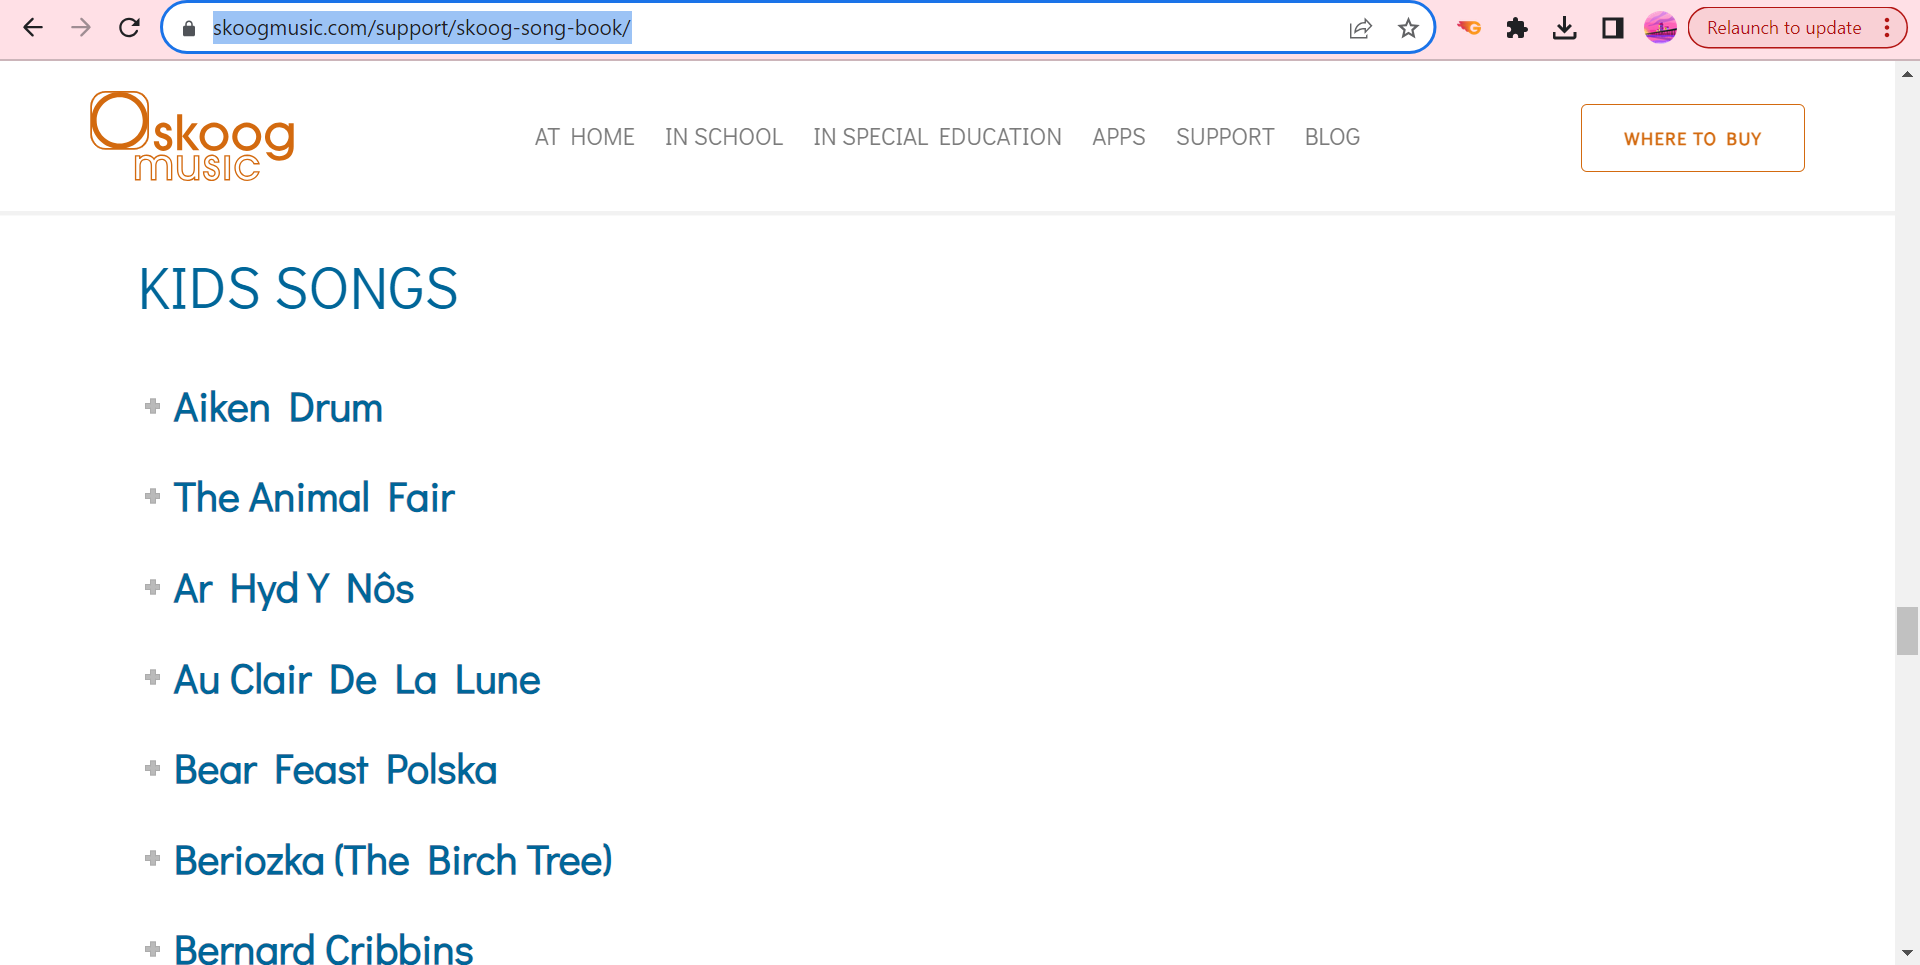 skoogmusic.com/support/skoog-song-book/
Relaunch to update
skoog
music
AT HOME IN SCHOOL IN SPECIAL EDUCATION APPS SUPPORT BLOG
WHERE TO BUY
KIDS SONGS
Aiken Drum
The Animal Fair
Ar Hyd Y Nôs
Au Clair De La Lune
Bear Feast Polska
Beriozka (The Birch Tree)
Bernard Cribbins